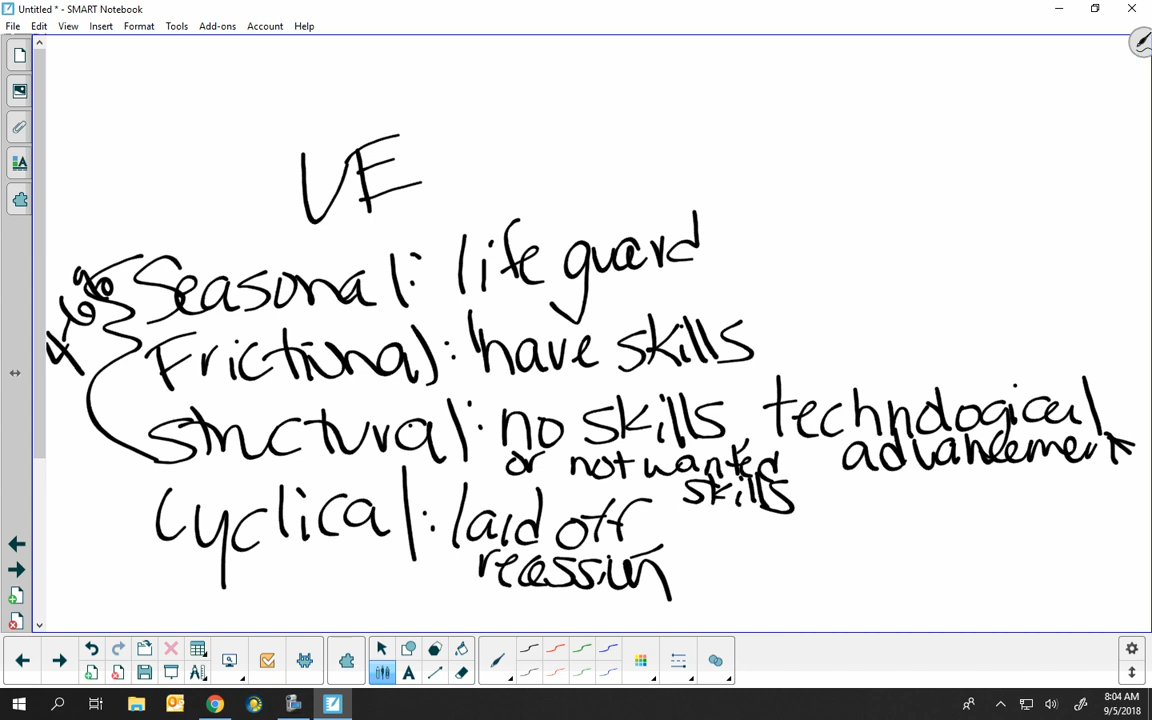 Untitled * - SMART Notebook
File Edit View Insert Format Tools Add-ons Account Help
UE
4-6%
Seasonal: life guard
Frictional: have skills
structural: no skills technological advancement
or not wanted skills
Cyclical: laid off
recession
8:04 AM
9/5/2018